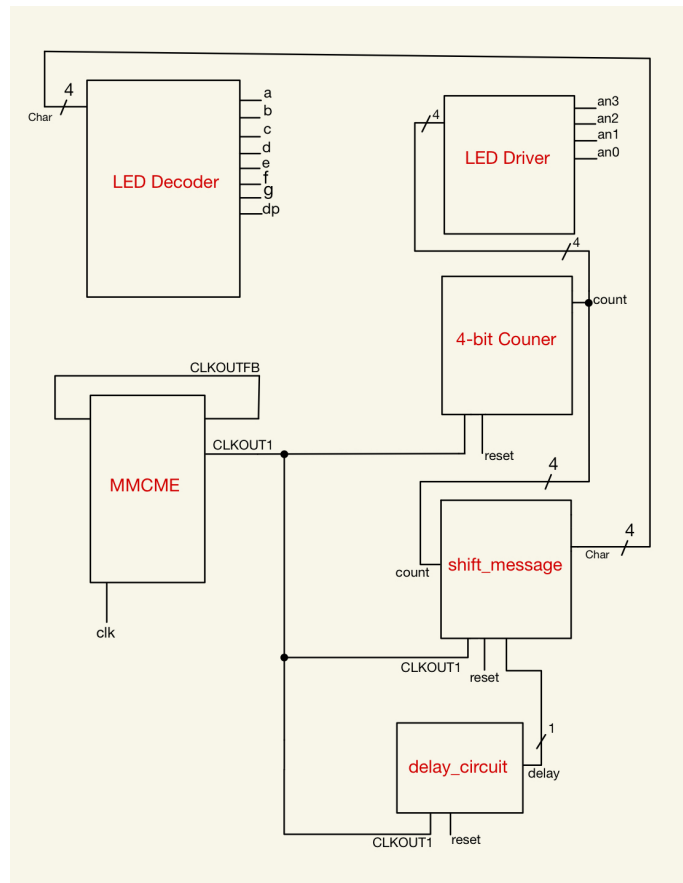 4
Char
a
b
c
d
e
f
g
dp
LED Decoder
4
an3
an2
an1
an0
LED Driver
4
count
4-bit Couner
reset
CLKOUTFB
CLKOUT1
MMCME
clk
4
count
shift_message
4
Char
CLKOUT1
reset
1
delay_circuit
delay
CLKOUT1
reset